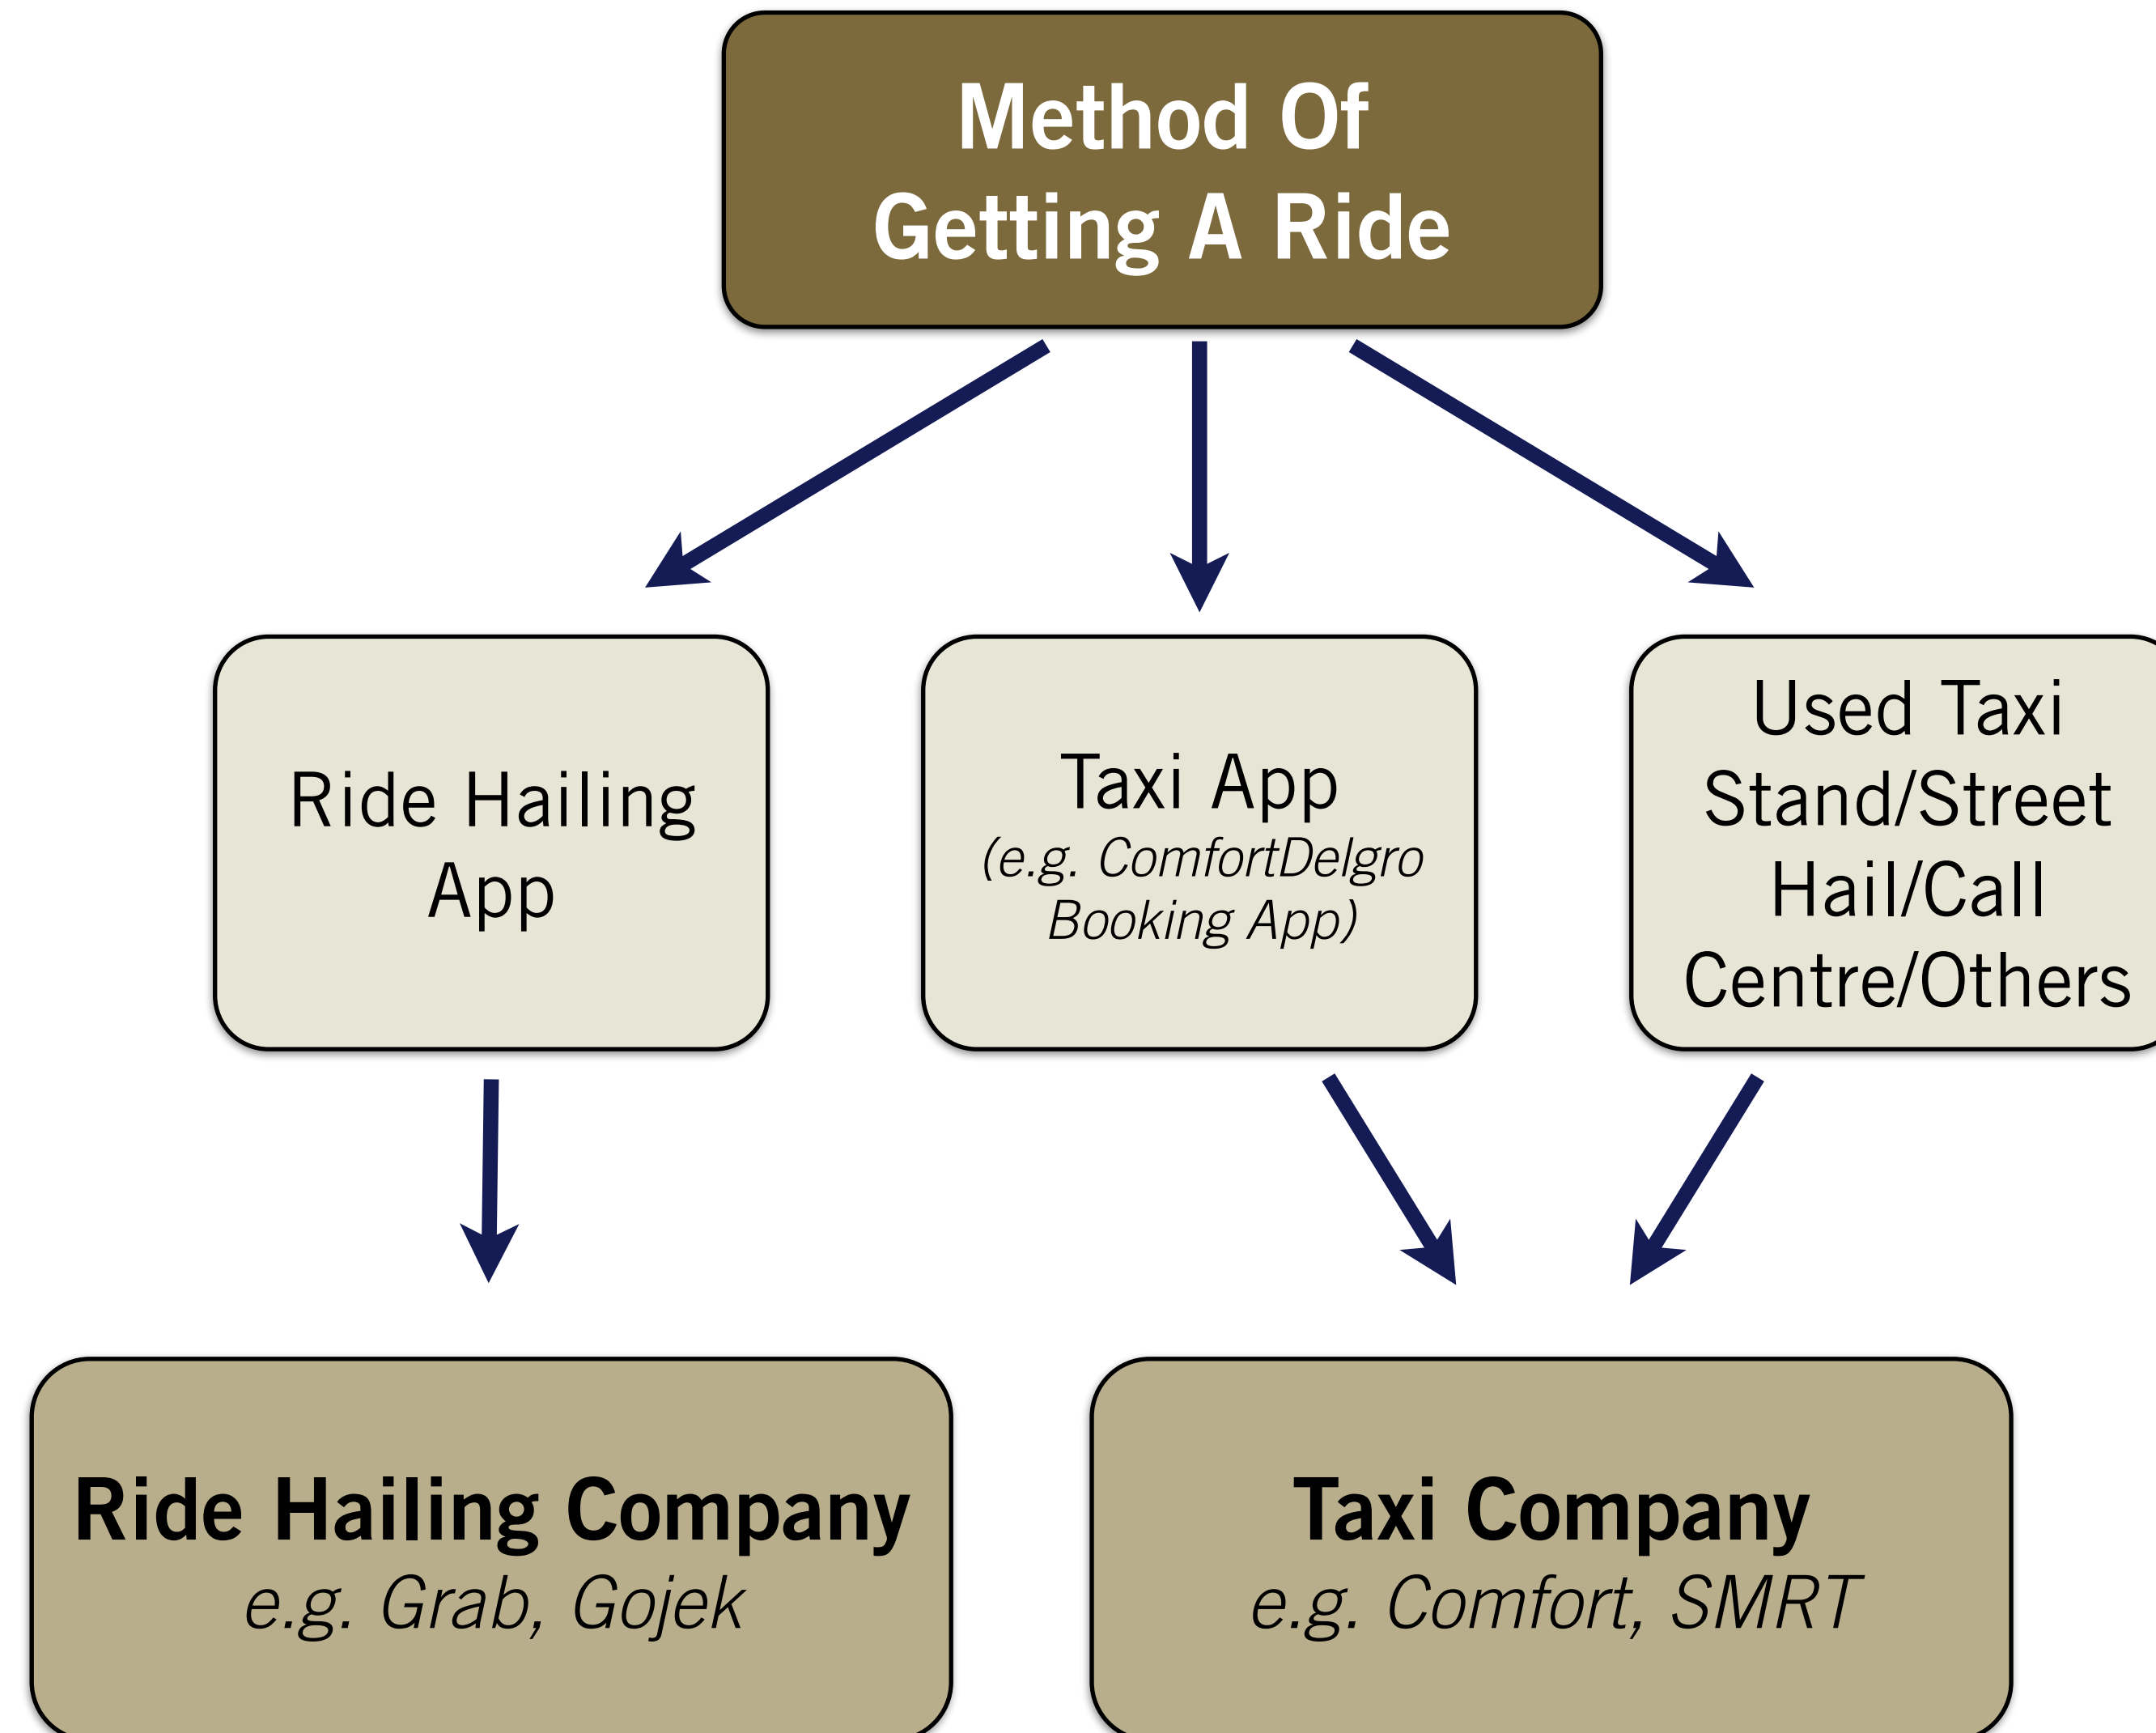 Method Of
Getting A Ride
Ride Hailing
App
Taxi App
(e.g. ComfortDelgro
Booking App)
Used Taxi
Stand/Street
Hail/Call
Centre/Others
Ride Hailing Company
e.g. Grab, Gojek
Taxi Company
e.g. Comfort, SMRT